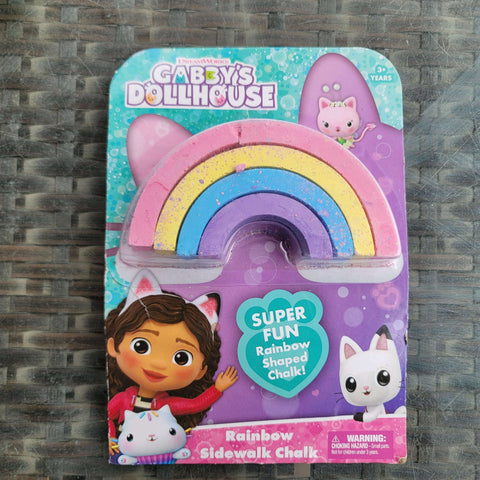 DREAMWORKS
GABBY'S
DOLLHOUSE
3+
YEARS
SUPER
FUN
Rainbow
Shaped
Chalk!
Rainbow
Sidewalk Chalk
WARNING:
CHOKING HAZARD - Small parts.
Not for children under 3 years.